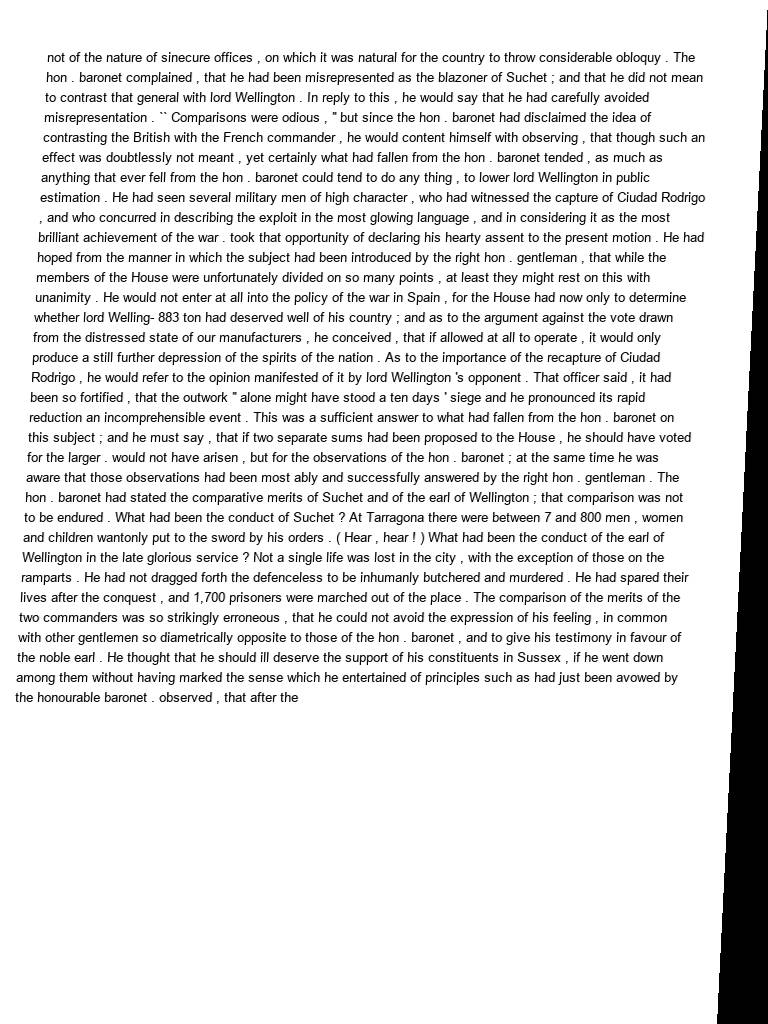 not of the nature of sinecure offices , on which it was natural for the country to throw considerable obloquy . The
hon . baronet complained , that he had been misrepresented as the blazoner of Suchet ; and that he did not mean
to contrast that general with lord Wellington . In reply to this , he would say that he had carefully avoided
misrepresentation . `` Comparisons were odious , '' but since the hon . baronet had disclaimed the idea of
contrasting the British with the French commander , he would content himself with observing , that though such an
effect was doubtlessly not meant , yet certainly what had fallen from the hon . baronet tended , as much as
anything that ever fell from the hon . baronet could tend to do any thing , to lower lord Wellington in public
estimation . He had seen several military men of high character , who had witnessed the capture of Ciudad Rodrigo
, and who concurred in describing the exploit in the most glowing language , and in considering it as the most
brilliant achievement of the war . took that opportunity of declaring his hearty assent to the present motion . He had
hoped from the manner in which the subject had been introduced by the right hon . gentleman , that while the
members of the House were unfortunately divided on so many points , at least they might rest on this with
unanimity . He would not enter at all into the policy of the war in Spain , for the House had now only to determine
whether lord Welling- 883 ton had deserved well of his country ; and as to the argument against the vote drawn
from the distressed state of our manufacturers , he conceived , that if allowed at all to operate , it would only
produce a still further depression of the spirits of the nation . As to the importance of the recapture of Ciudad
Rodrigo , he would refer to the opinion manifested of it by lord Wellington 's opponent . That officer said , it had
been so fortified , that the outwork '' alone might have stood a ten days ' siege and he pronounced its rapid
reduction an incomprehensible event . This was a sufficient answer to what had fallen from the hon . baronet on
this subject ; and he must say , that if two separate sums had been proposed to the House , he should have voted
for the larger . would not have arisen , but for the observations of the hon . baronet ; at the same time he was
aware that those observations had been most ably and successfully answered by the right hon . gentleman . The
hon . baronet had stated the comparative merits of Suchet and of the earl of Wellington ; that comparison was not
to be endured . What had been the conduct of Suchet ? At Tarragona there were between 7 and 800 men , women
and children wantonly put to the sword by his orders . ( Hear , hear ! ) What had been the conduct of the earl of
Wellington in the late glorious service ? Not a single life was lost in the city , with the exception of those on the
ramparts . He had not dragged forth the defenceless to be inhumanly butchered and murdered . He had spared their
lives after the conquest , and 1,700 prisoners were marched out of the place . The comparison of the merits of the
two commanders was so strikingly erroneous , that he could not avoid the expression of his feeling , in common
with other gentlemen so diametrically opposite to those of the hon . baronet , and to give his testimony in favour of
the noble earl . He thought that he should ill deserve the support of his constituents in Sussex , if he went down
among them without having marked the sense which he entertained of principles such as had just been avowed by
the honourable baronet . observed , that after the